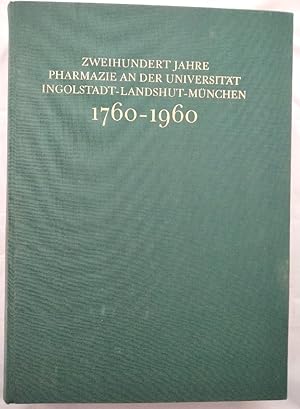 ZWEIHUNDERT JAHRE
PHARMAZIE AN DER UNIVERSITÄT
INGOLSTADT-LANDSHUT-MÜNCHEN
1760-1960